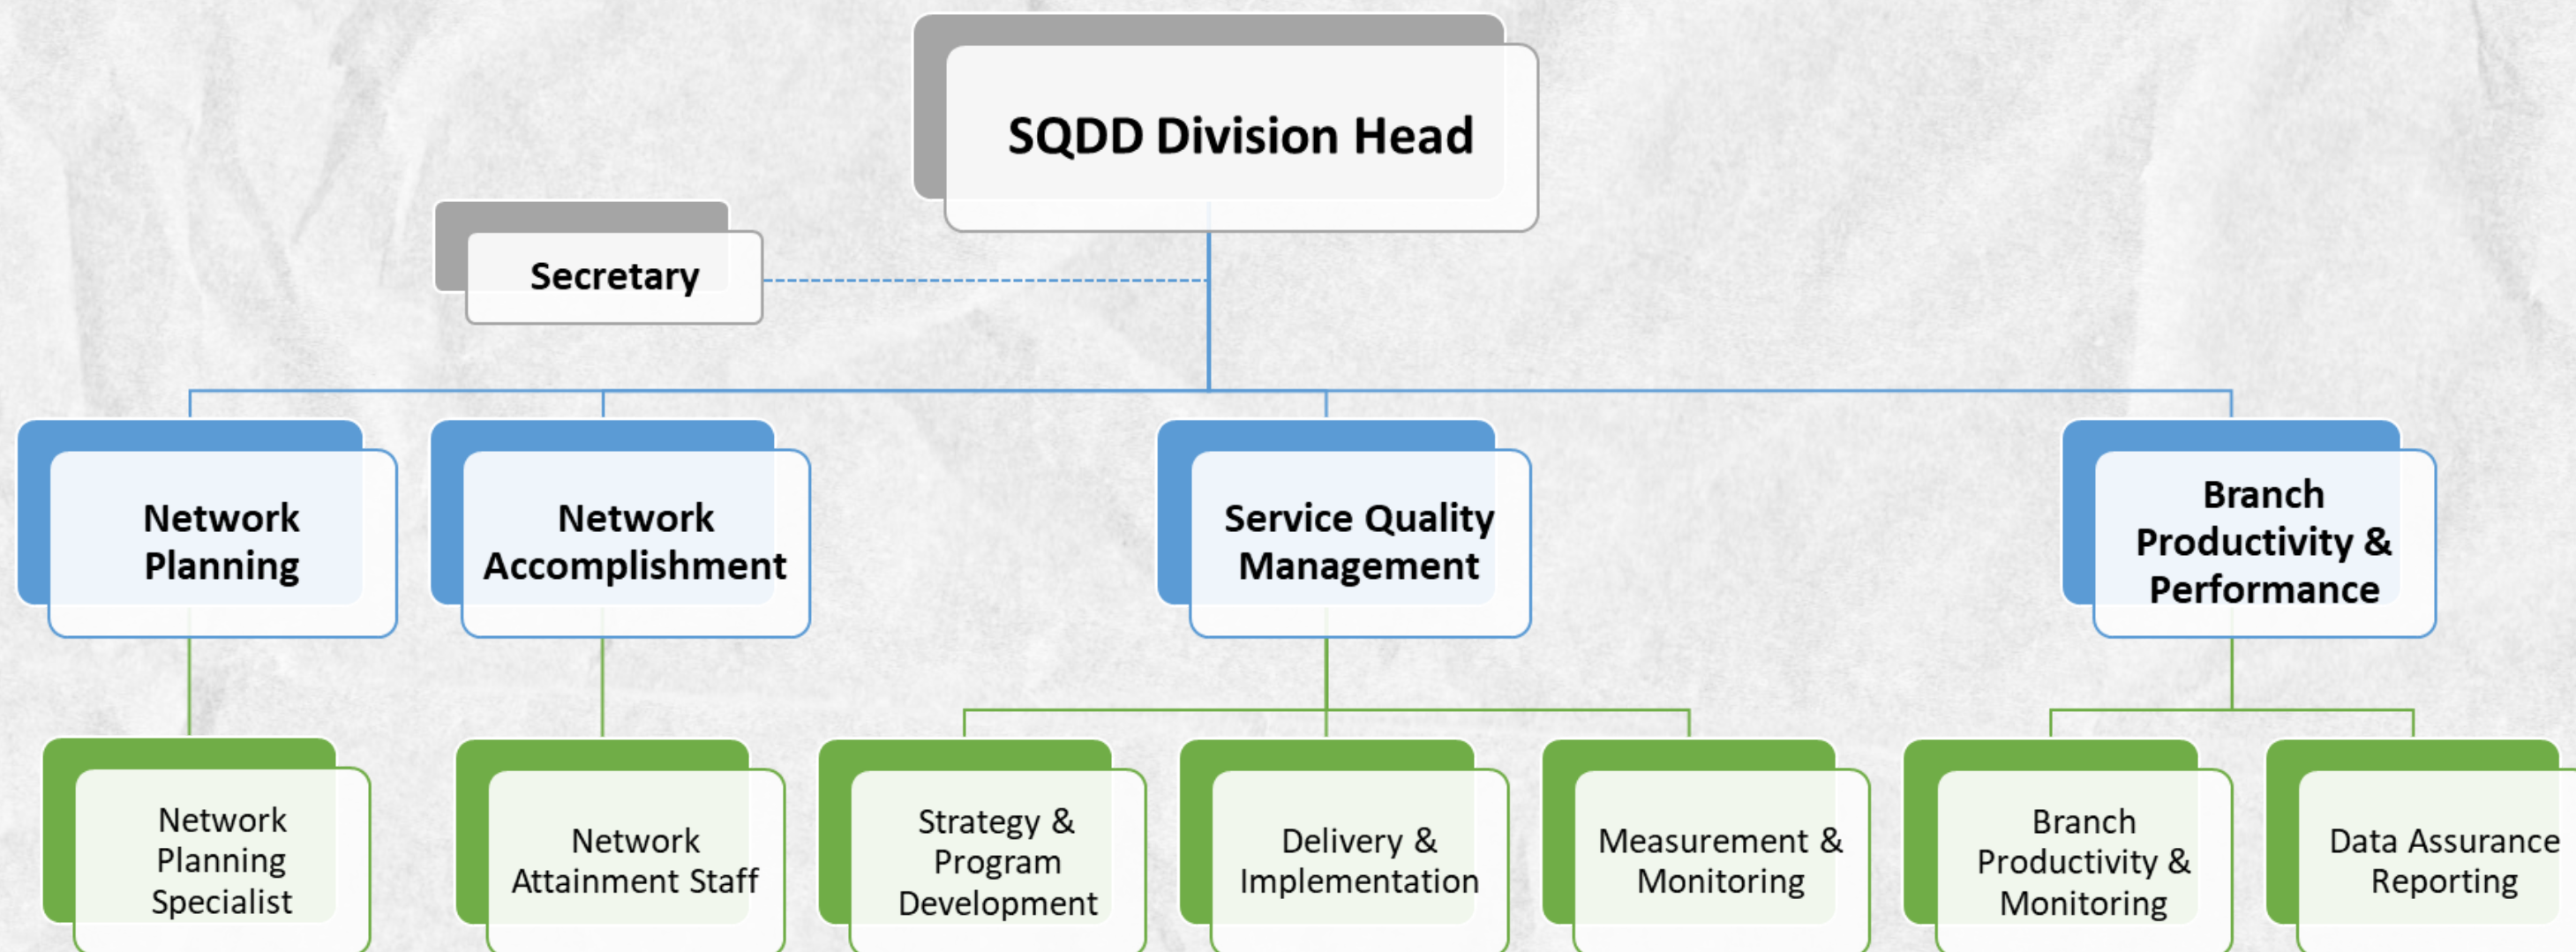 SQDD Division Head
Secretary
Network
Planning
Network
Accomplishment
Service Quality
Management
Branch
Productivity &
Performance
Network
Planning
Specialist
Network
Attainment Staff
Strategy &
Program
Development
Delivery &
Implementation
Measurement &
Monitoring
Branch
Productivity &
Monitoring
Data Assurance
Reporting